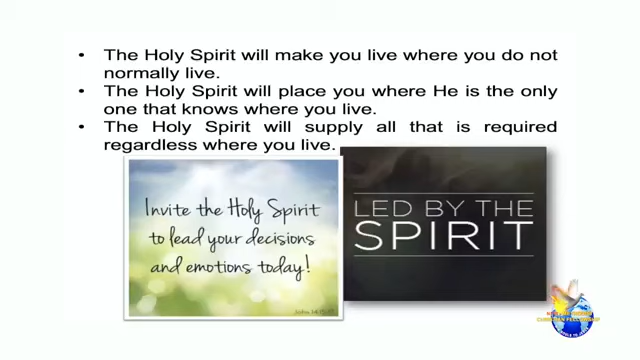 • The Holy Spirit will make you live where you do not
normally live.
• The Holy Spirit will place you where He is the only
one that knows where you live.
• The Holy Spirit will supply all that is required
regardless where you live.
Invite the Holy Spirit
to lead your decisions
and emotions today!
LED BY THE
SPIRIT